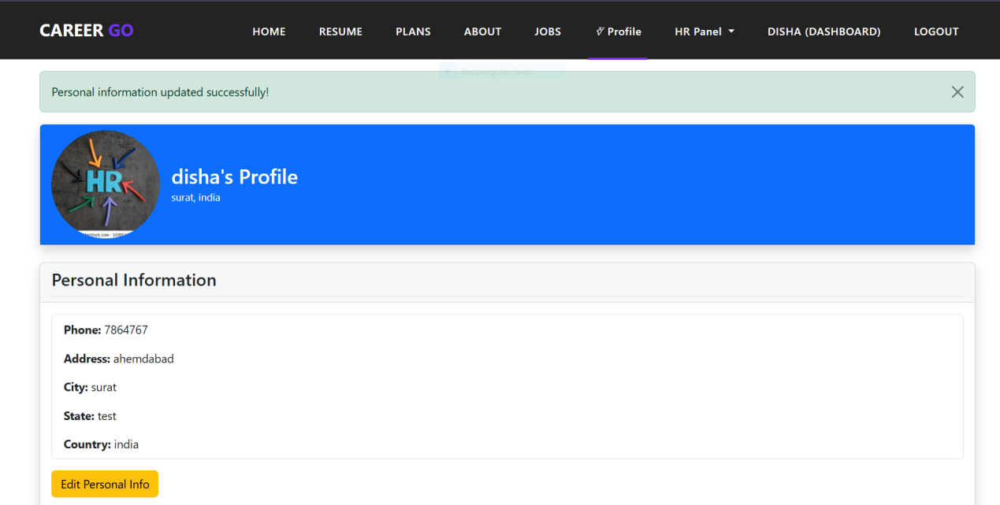 CAREER GO
HOME
RESUME
PLANS
ABOUT
JOBS
Profile
HR Panel
DISHA (DASHBOARD)
LOGOUT
Rectangular Snip
Personal information updated successfully!
HR
disha's Profile
surat, india
Personal Information
Phone: 7864767
Address: ahemdabad
City: surat
State: test
Country: india
Edit Personal Info